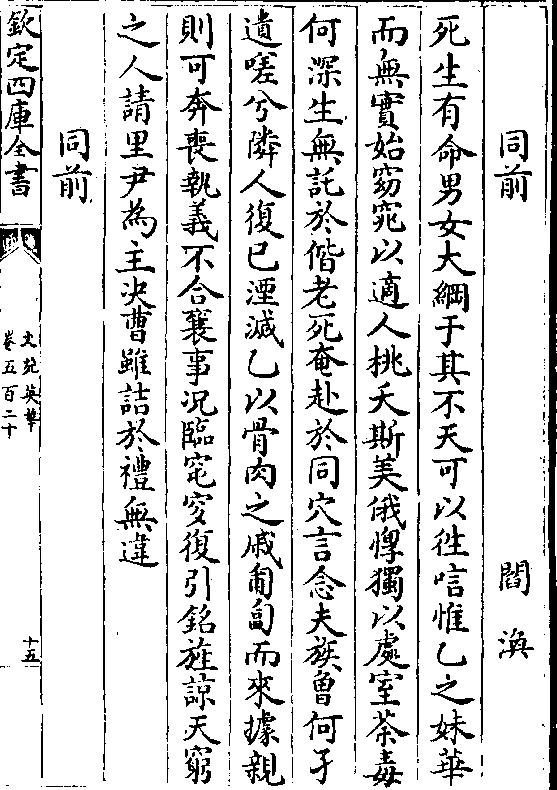 同前 閻渙
死生有命男女大綱于其不天可以徃唁惟乙之妹華
而無實始窈窕以適人桃夭斯美俄惸獨以處室荼毒
何深生無託於偕老死奄赴於同穴言念夫族曾何孑
遺嗟兮隣人復已湮滅乙以骨肉之戚匍匐而來據親
則可奔喪執義不合襄事況臨窀穸復引銘旌諒天窮
之人請里尹為主决曹雖詰於禮無違
同前
欽定四庫全書
文苑英華
卷五百二十
十五